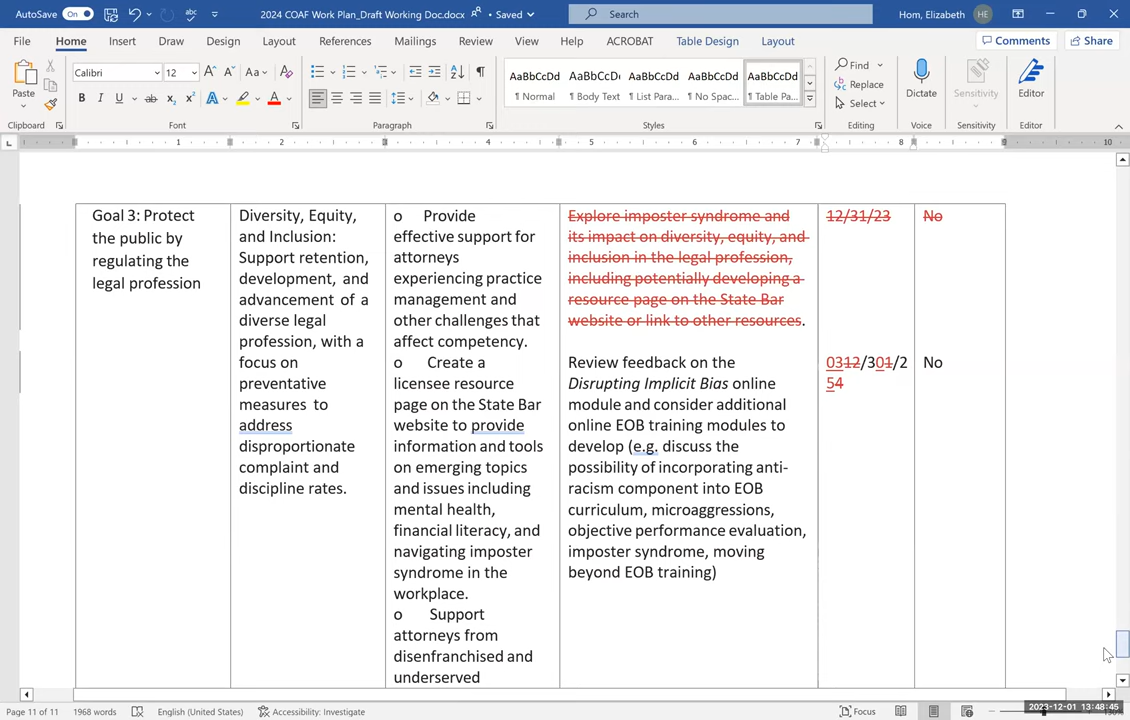 AutoSave On 2024 COAF Work Plan_Draft Working Doc.docx • Saved Search Hom, Elizabeth HE
File Home Insert Draw Design Layout References Mailings Review View Help ACROBAT Table Design Layout Comments Share
Paste Calibri 12 Find Replace Select Dictate Sensitivity Editor
AaBbCcDd AaBbCcDc AaBbCcDd AaBbCcDd AaBbCcDd
¶ Normal ¶ Body Text ¶ List Para... ¶ No Spac... ¶ Table Pa...
Clipboard Font Paragraph Styles Editing Voice Sensitivity Editor
1 2 3 4 5 6 7 8 10
Goal 3: Protect
the public by
regulating the
legal profession
Diversity, Equity,
and Inclusion:
Support retention,
development, and
advancement of a
diverse legal
profession, with a
focus on
preventative
measures to
address
disproportionate
complaint and
discipline rates.
o Provide
effective support for
attorneys
experiencing practice
management and
other challenges that
affect competency.
o Create a
licensee resource
page on the State Bar
website to provide
information and tools
on emerging topics
and issues including
mental health,
financial literacy, and
navigating imposter
syndrome in the
workplace.
o Support
attorneys from
disenfranchised and
underserved
Explore imposter syndrome and
its impact on diversity, equity, and
inclusion in the legal profession,
including potentially developing a
resource page on the State Bar
website or link to other resources.
Review feedback on the
Disrupting Implicit Bias online
module and consider additional
online EOB training modules to
develop (e.g. discuss the
possibility of incorporating anti-
racism component into EOB
curriculum, microaggressions,
objective performance evaluation,
imposter syndrome, moving
beyond EOB training)
12/31/23
0312/301/2
54
No
No
Page 11 of 11 1968 words English (United States) Accessibility: Investigate Focus
2023-12-01 13:48:45